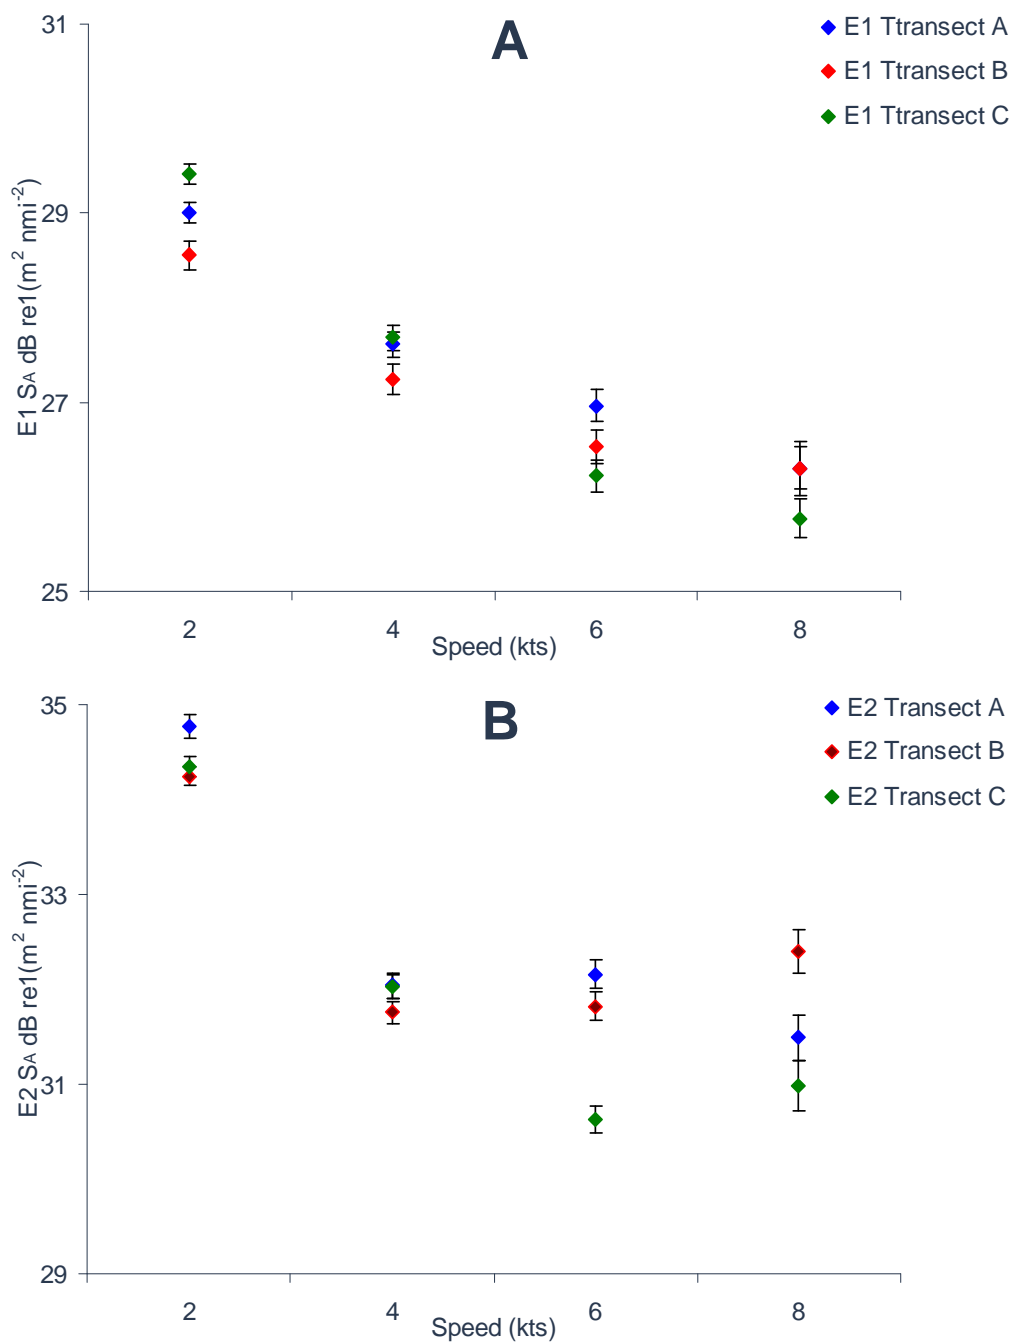 A
31
29
27
25
E1 SA dB re1(m² nmi⁻²)
E1 Ttransect A
E1 Ttransect B
E1 Ttransect C
2 4 6 8
Speed (kts)
B
35
33
31
29
E2 SA dB re1(m² nmi⁻²)
E2 Transect A
E2 Transect B
E2 Transect C
2 4 6 8
Speed (kts)